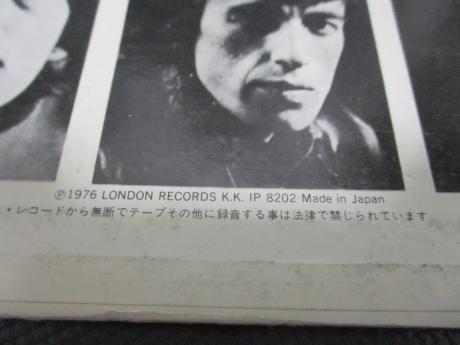 Ⓟ1976 LONDON RECORDS K.K. IP 8202 Made in Japan
・レコードから無断でテープその他に録音する事は法律で禁じられています